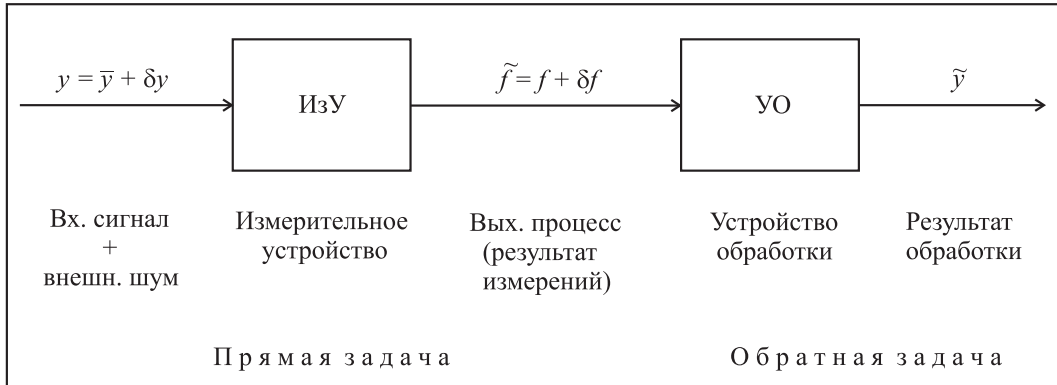 y = ȳ + δy
ИзУ
f̃ = f + δf
УО
ỹ
Вх. сигнал
+
внешн. шум
Измерительное
устройство
Вых. процесс
(результат
измерений)
Устройство
обработки
Результат
обработки
Прямая задача
Обратная задача